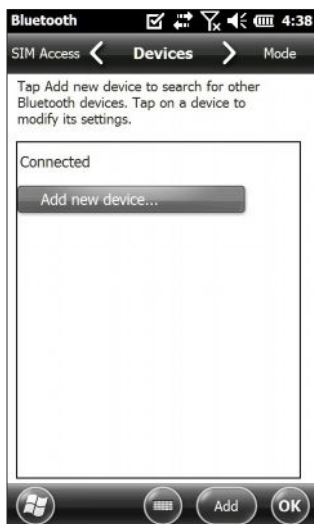 Bluetooth 4:38
SIM Access Devices Mode
Tap Add new device to search for other
Bluetooth devices. Tap on a device to
modify its settings.
Connected
Add new device...
Add OK